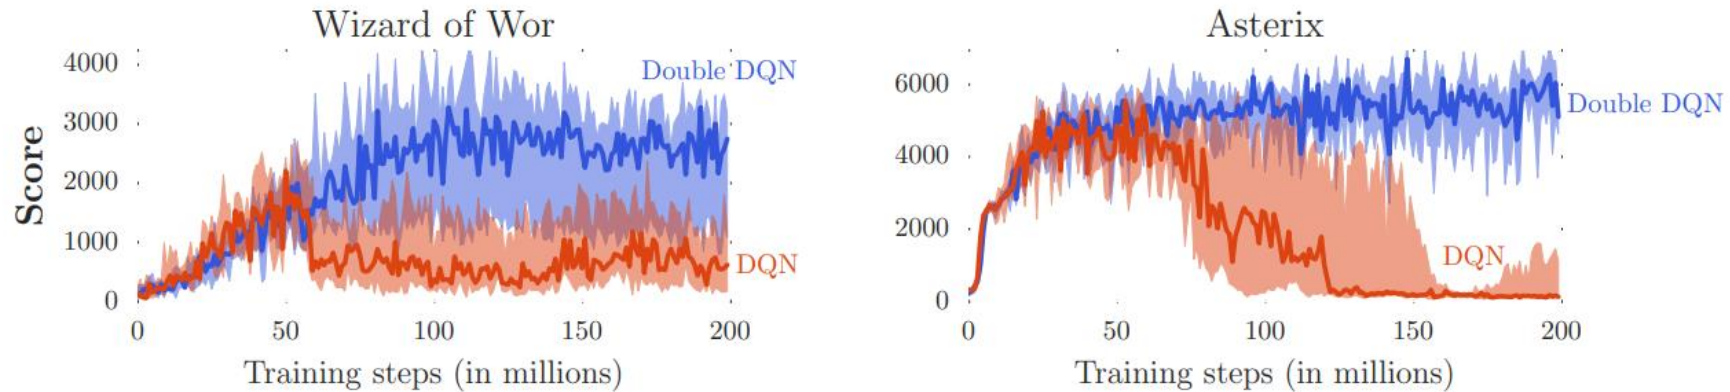 Wizard of Wor
4000
3000
2000
1000
0
Score
Double DQN
DQN
0 50 100 150 200
Training steps (in millions)
Asterix
6000
4000
2000
0
Double DQN
DQN
0 50 100 150 200
Training steps (in millions)